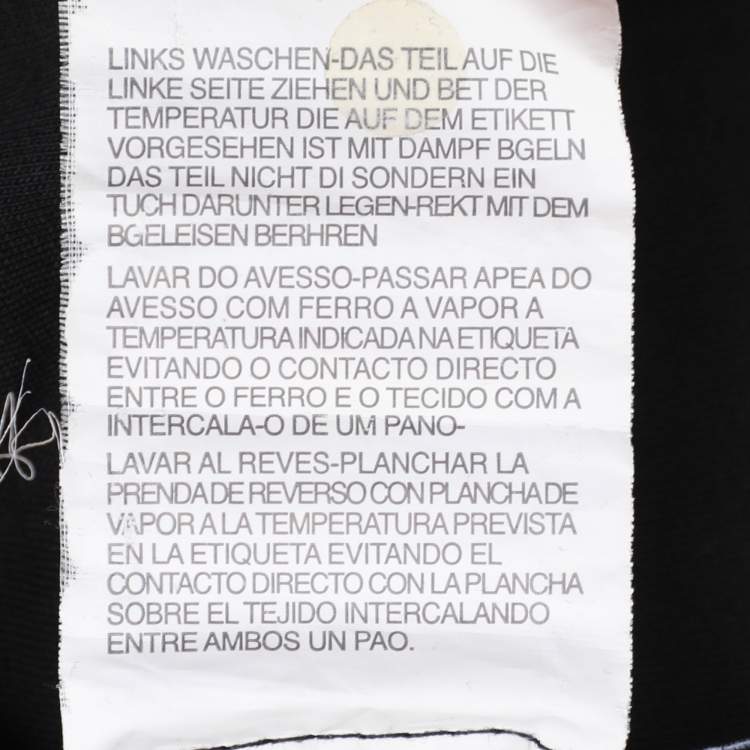 LINKS WASCHEN-DAS TEIL AUF DIE
LINKE SEITE ZIEHEN UND BET DER
TEMPERATUR DIE AUF DEM ETIKETT
VORGESEHEN IST MIT DAMPF BGELN
DAS TEIL NICHT DI SONDERN EIN
TUCH DARUNTER LEGEN-REKT MIT DEM
BGELEISEN BERHREN
LAVAR DO AVESSO-PASSAR APEA DO
AVESSO COM FERRO A VAPOR A
TEMPERATURA INDICADA NA ETIQUETA
EVITANDO O CONTACTO DIRECTO
ENTRE O FERRO E O TECIDO COM A
INTERCALA-O DE UM PANO-
LAVAR AL REVES-PLANCHAR LA
PRENDA DE REVERSO CON PLANCHA DE
VAPOR A LA TEMPERATURA PREVISTA
EN LA ETIQUETA EVITANDO EL
CONTACTO DIRECTO CON LA PLANCHA
SOBRE EL TEJIDO INTERCALANDO
ENTRE AMBOS UN PAO.